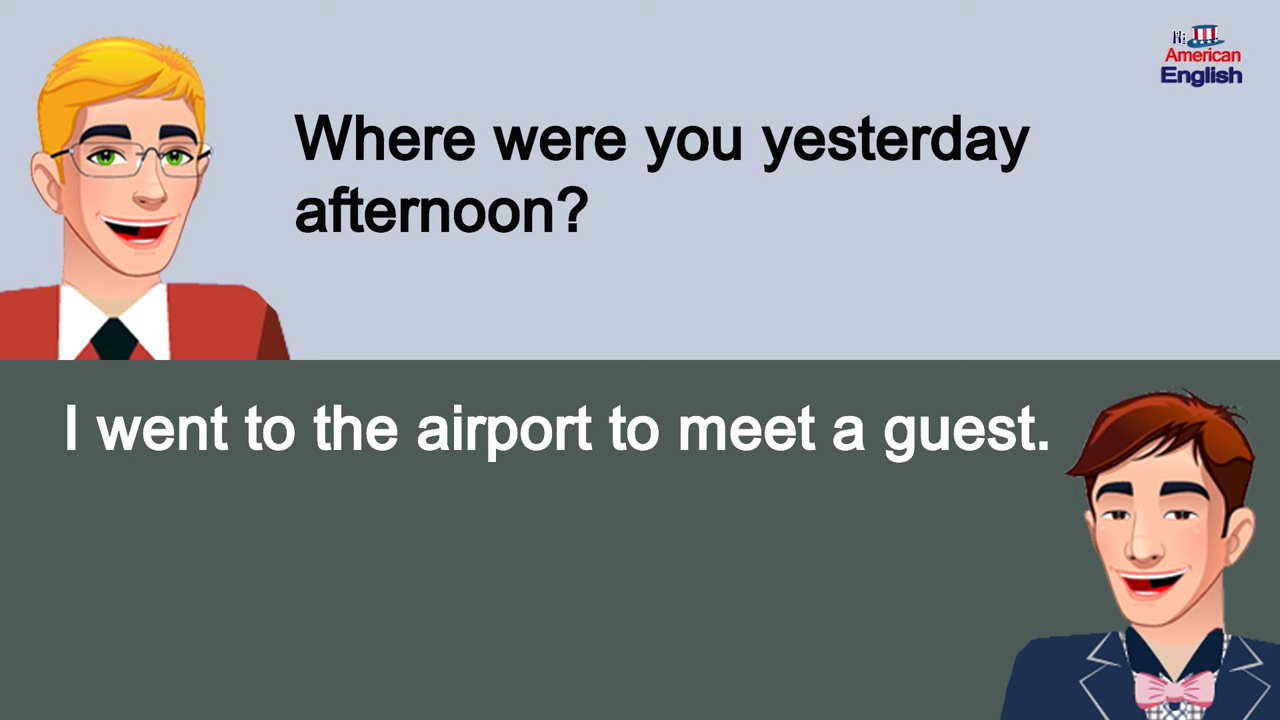 Hi
American
English
Where were you yesterday
afternoon?
I went to the airport to meet a guest.